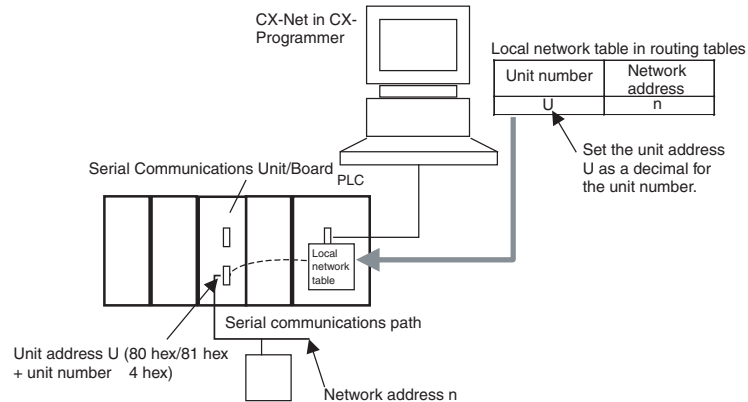 CX-Net in CX-
Programmer
Local network table in routing tables
Unit number
Network
address
U
n
Set the unit address
U as a decimal for
the unit number.
Serial Communications Unit/Board
PLC
Local
network
table
Serial communications path
Unit address U (80 hex/81 hex
+ unit number 4 hex)
Network address n